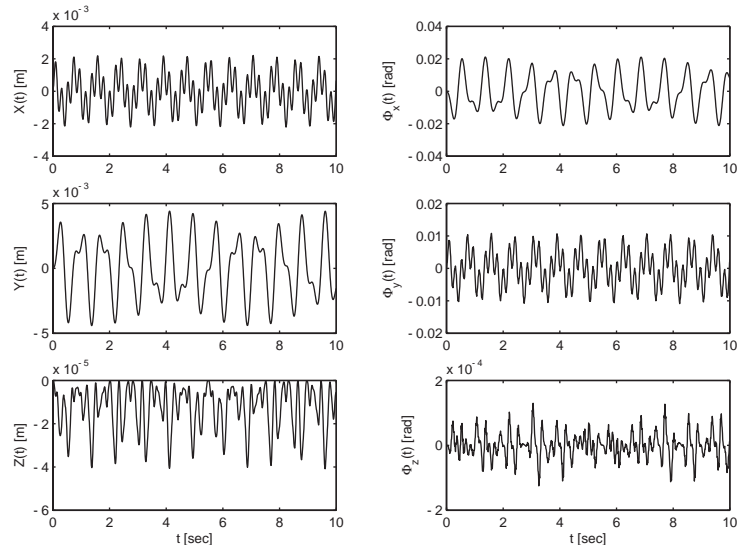 x 10⁻³
X(t) [m]
4
2
0
- 2
- 4
0 2 4 6 8 10
Φx(t) [rad]
0.04
0.02
0
- 0.02
- 0.04
0 2 4 6 8 10
x 10⁻³
Y(t) [m]
5
0
- 5
0 2 4 6 8 10
Φy(t) [rad]
0.02
0.01
0
- 0.01
- 0.02
0 2 4 6 8 10
x 10⁻⁵
Z(t) [m]
0
- 2
- 4
- 6
0 2 4 6 8 10
t [sec]
x 10⁻⁴
Φz(t) [rad]
2
0
- 2
0 2 4 6 8 10
t [sec]